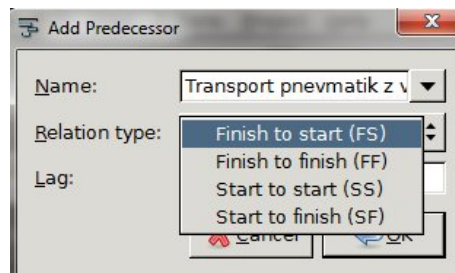 Add Predecessor
Name: Transport pnevmatik z v
Relation type: Finish to start (FS)
Finish to finish (FF)
Lag: Start to start (SS)
Start to finish (SF)
Cancel OK